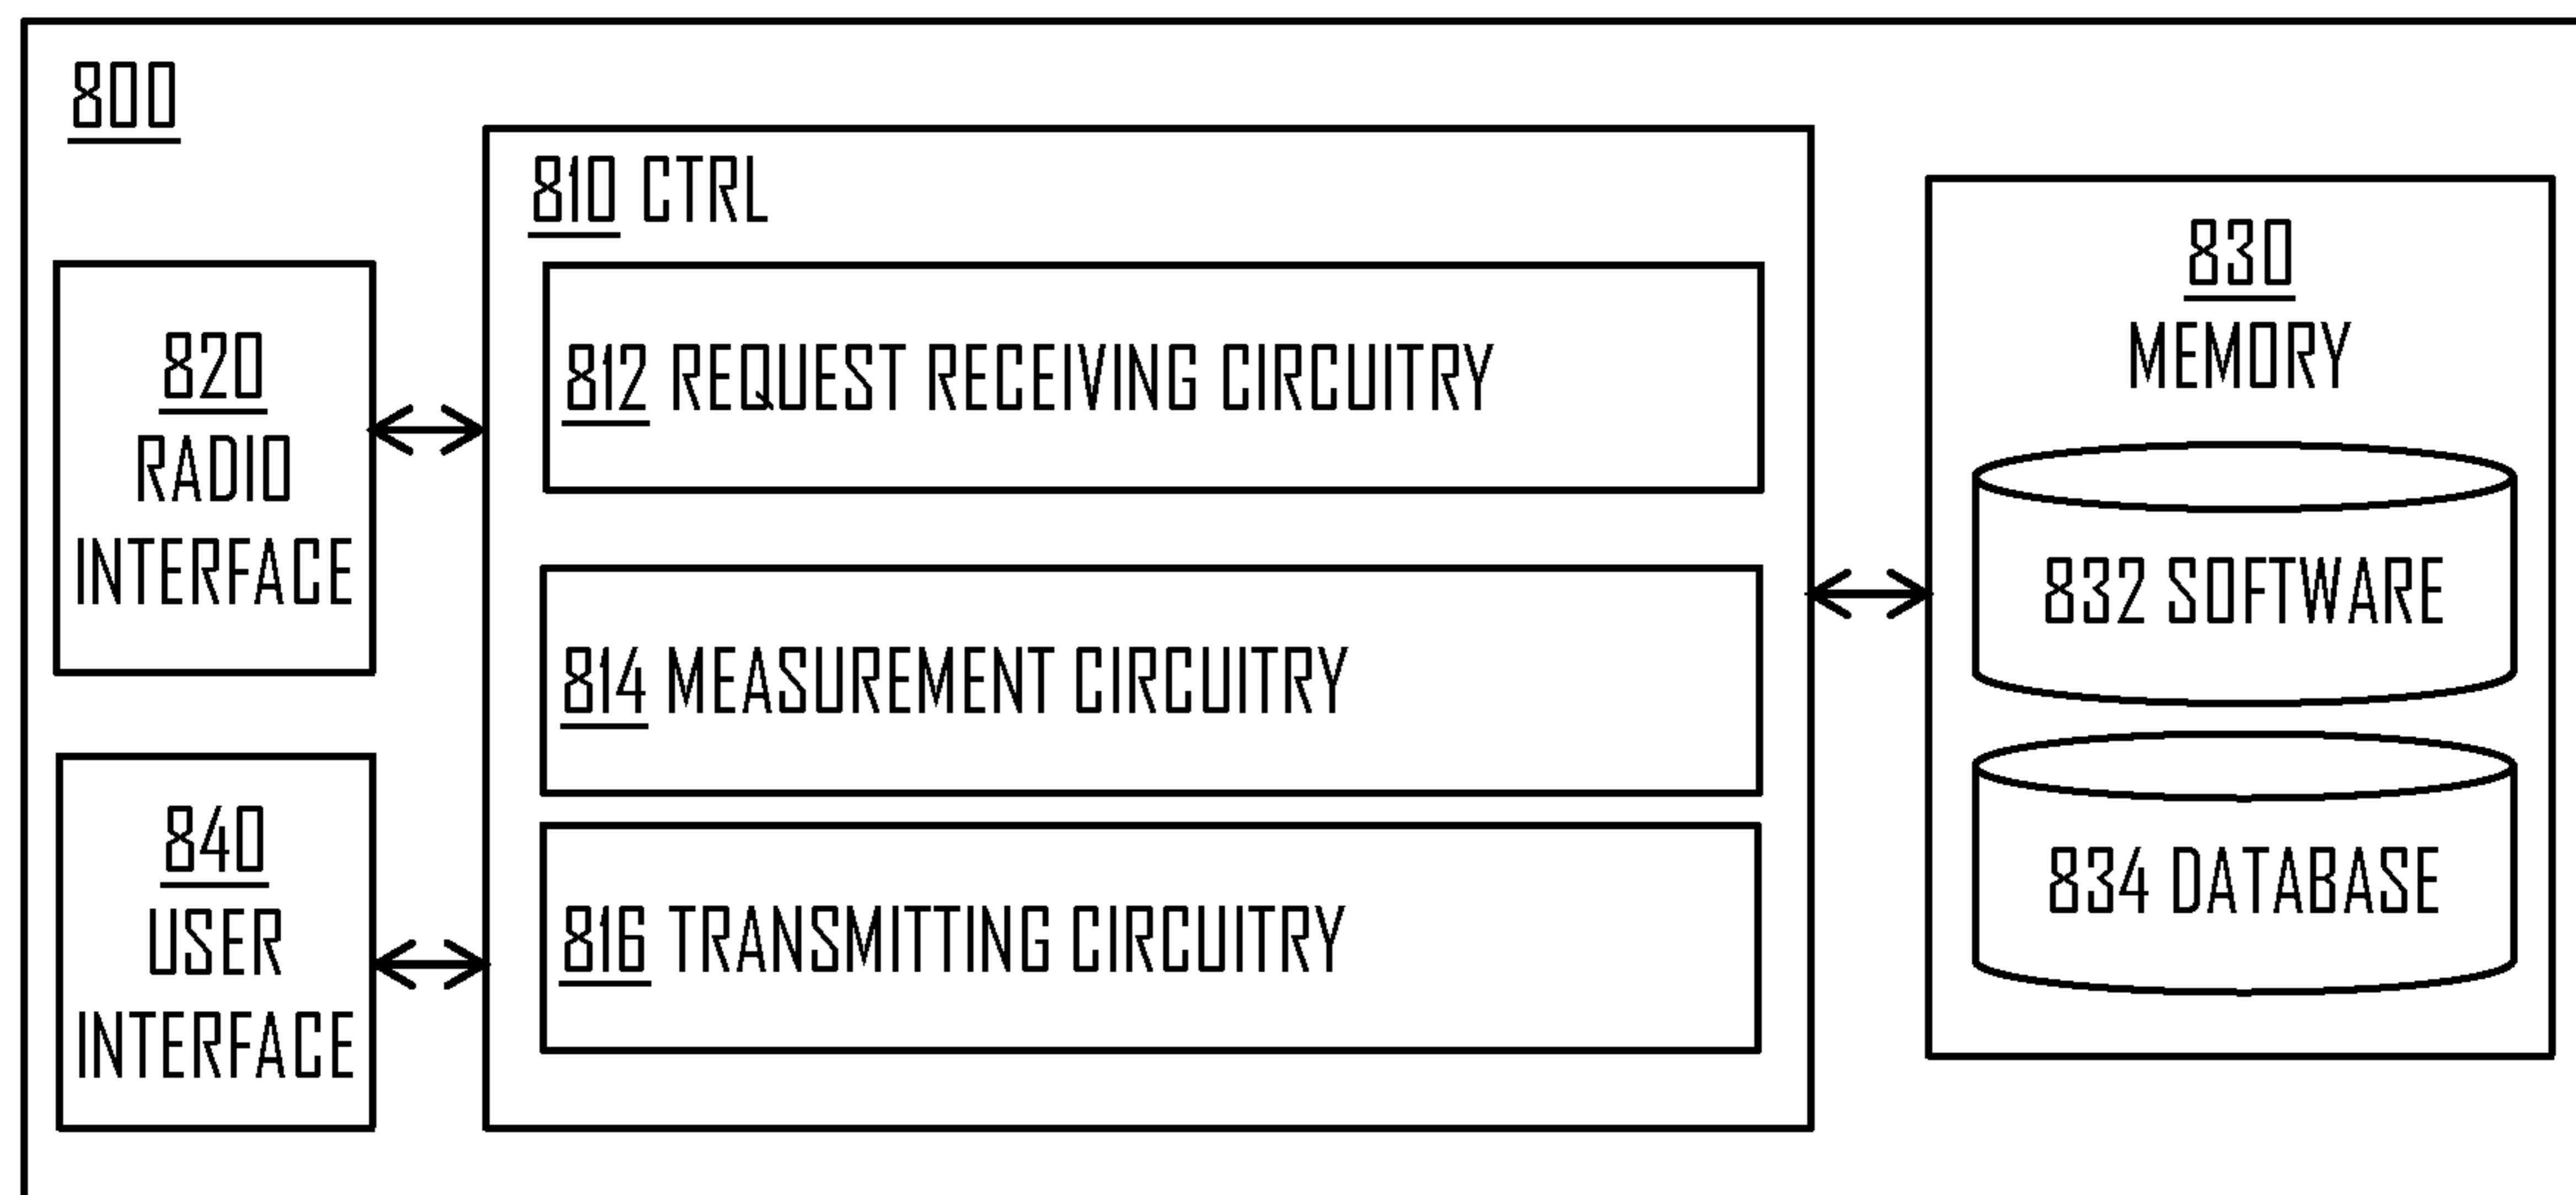 800
810 CTRL
820
RADIO
INTERFACE
812 REQUEST RECEIVING CIRCUITRY
814 MEASUREMENT CIRCUITRY
840
USER
INTERFACE
816 TRANSMITTING CIRCUITRY
830
MEMORY
832 SOFTWARE
834 DATABASE